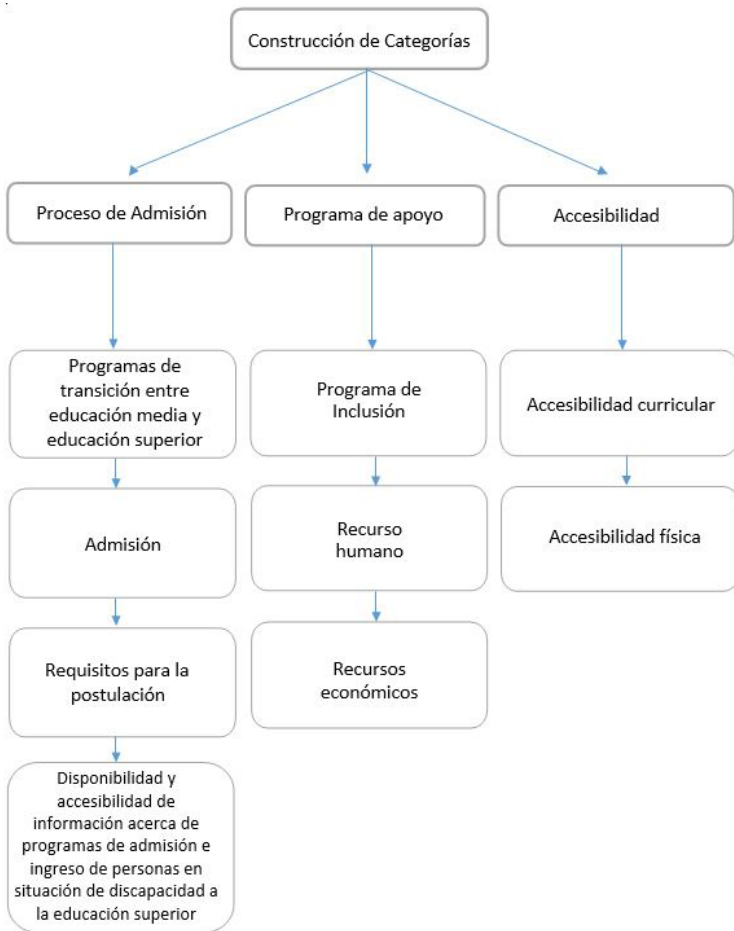 Construcción de Categorías
Proceso de Admisión
Programa de apoyo
Accesibilidad
Programas de
transición entre
educación media y
educación superior
Programa de
Inclusión
Accesibilidad curricular
Admisión
Recurso
humano
Accesibilidad física
Requisitos para la
postulación
Recursos
económicos
Disponibilidad y
accesibilidad de
información acerca de
programas de admisión e
ingreso de personas en
situación de discapacidad a
la educación superior